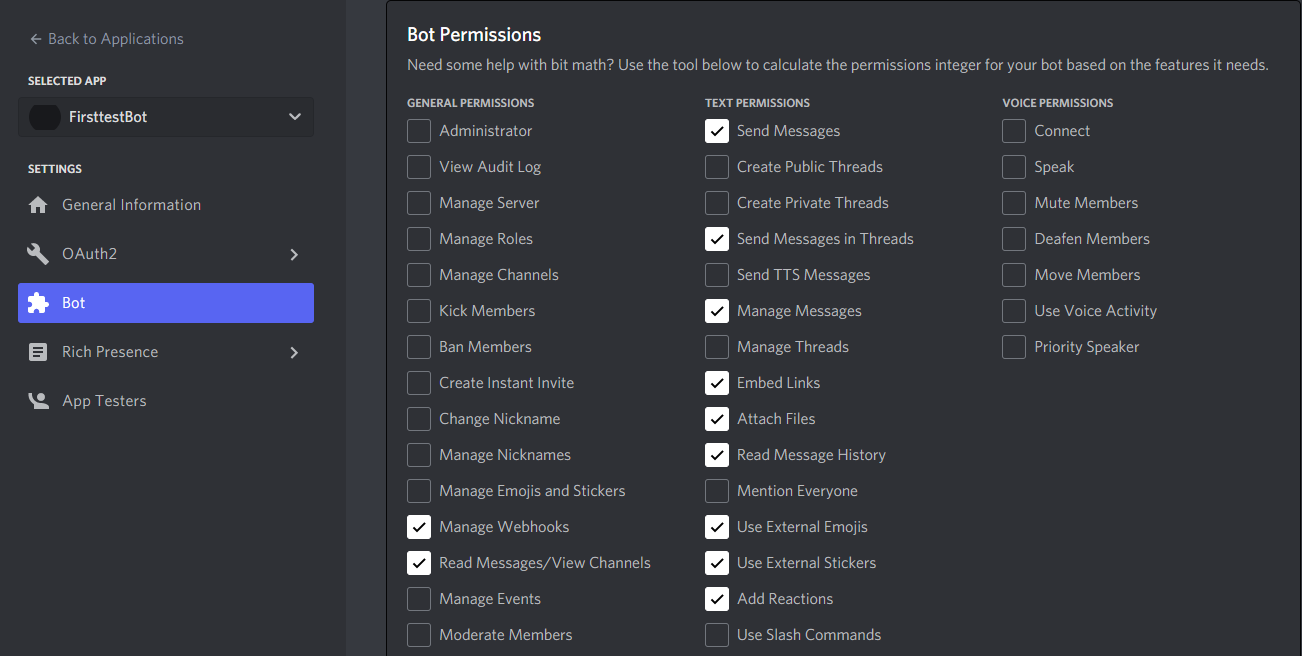 Back to Applications
SELECTED APP
FirsttestBot
SETTINGS
General Information
OAuth2
Bot
Rich Presence
App Testers
Bot Permissions
Need some help with bit math? Use the tool below to calculate the permissions integer for your bot based on the features it needs.
GENERAL PERMISSIONS
Administrator
View Audit Log
Manage Server
Manage Roles
Manage Channels
Kick Members
Ban Members
Create Instant Invite
Change Nickname
Manage Nicknames
Manage Emojis and Stickers
Manage Webhooks
Read Messages/View Channels
Manage Events
Moderate Members
TEXT PERMISSIONS
Send Messages
Create Public Threads
Create Private Threads
Send Messages in Threads
Send TTS Messages
Manage Messages
Manage Threads
Embed Links
Attach Files
Read Message History
Mention Everyone
Use External Emojis
Use External Stickers
Add Reactions
Use Slash Commands
VOICE PERMISSIONS
Connect
Speak
Mute Members
Deafen Members
Move Members
Use Voice Activity
Priority Speaker